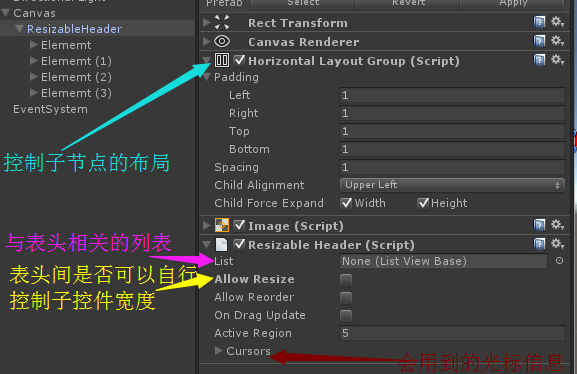 Canvas
ResizableHeader
Elememt
Elememt (1)
Elememt (2)
Elememt (3)
EventSystem
控制子节点的布局
与表头相关的列表
表头间是否可以自行
控制子控件宽度
Prefab Select Revert Apply
Rect Transform
Canvas Renderer
Horizontal Layout Group (Script)
Padding
Left 1
Right 1
Top 1
Bottom 1
Spacing 1
Child Alignment Upper Left
Child Force Expand Width Height
Image (Script)
Resizable Header (Script)
List None (List View Base)
Allow Resize
Allow Reorder
On Drag Update
Active Region 5
Cursors
会用到的光标信息